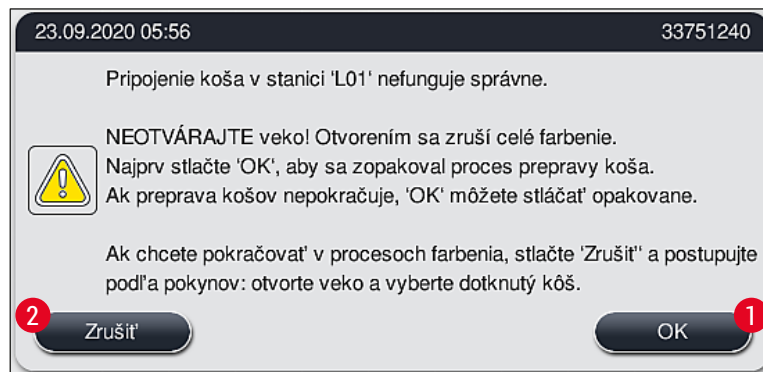 23.09.2020 05:56 33751240
Pripojenie koša v stanici 'L01' nefunguje správne.
NEOTVÁRAJTE veko! Otvorením sa zruší celé farbenie.
Najprv stlačte 'OK', aby sa zopakoval proces prepravy koša.
Ak preprava košov nepokračuje, 'OK' môžete stláčať opakovane.
Ak chcete pokračovať v procesoch farbenia, stlačte 'Zrušiť' a postupujte
podľa pokynov: otvorte veko a vyberte dotknutý kôš.
2 1
Zrušiť OK